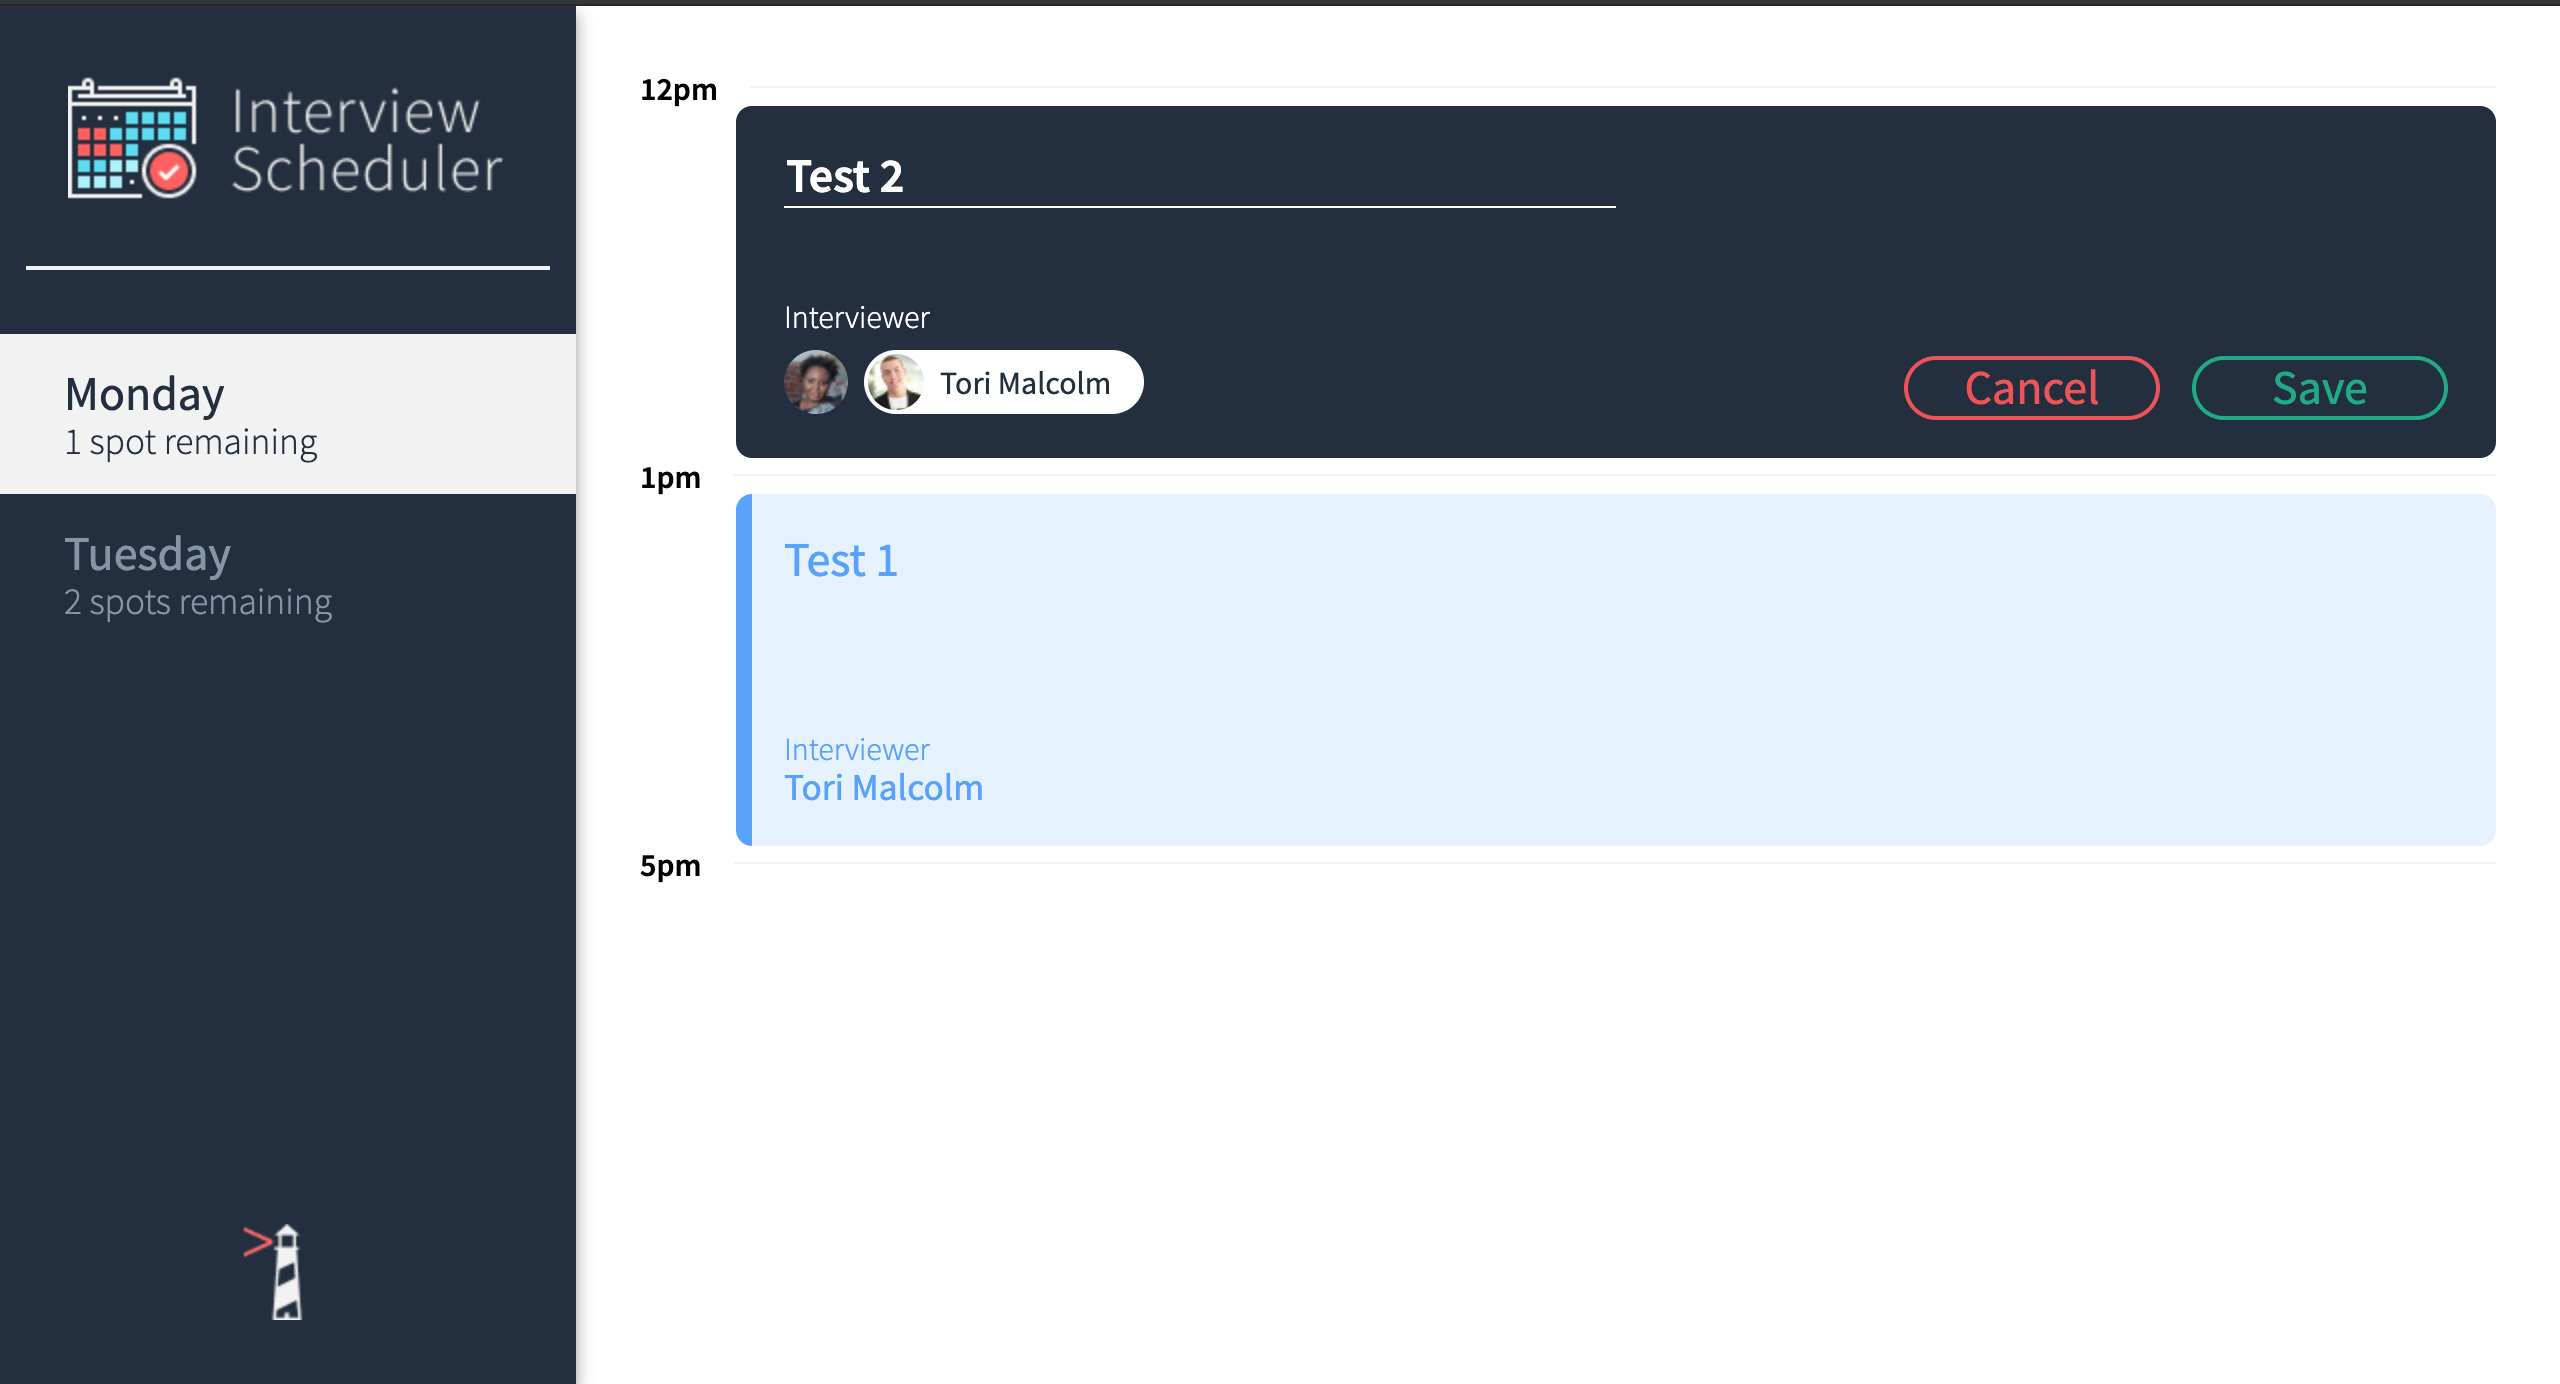 Interview
Scheduler
Monday
1 spot remaining
Tuesday
2 spots remaining
12pm
Test 2
Interviewer
Tori Malcolm
Cancel
Save
1pm
Test 1
Interviewer
Tori Malcolm
5pm